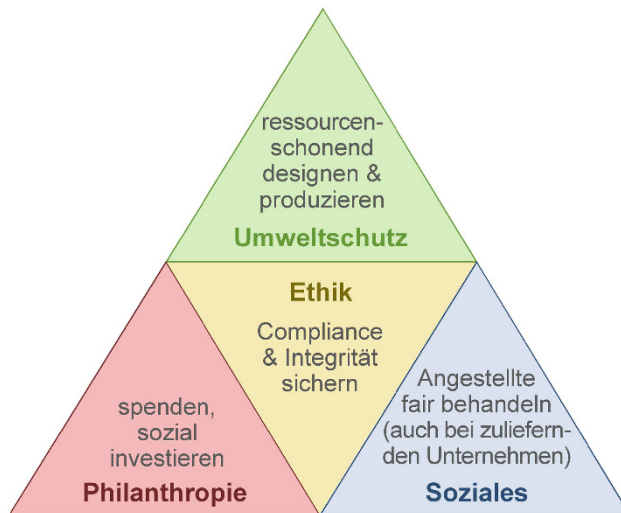 ressourcen-
schonend
designen &
produzieren
Umweltschutz
Ethik
Compliance
& Integrität
sichern
spenden,
sozial
investieren
Philanthropie
Angestellte
fair behandeln
(auch bei zuliefern-
den Unternehmen)
Soziales